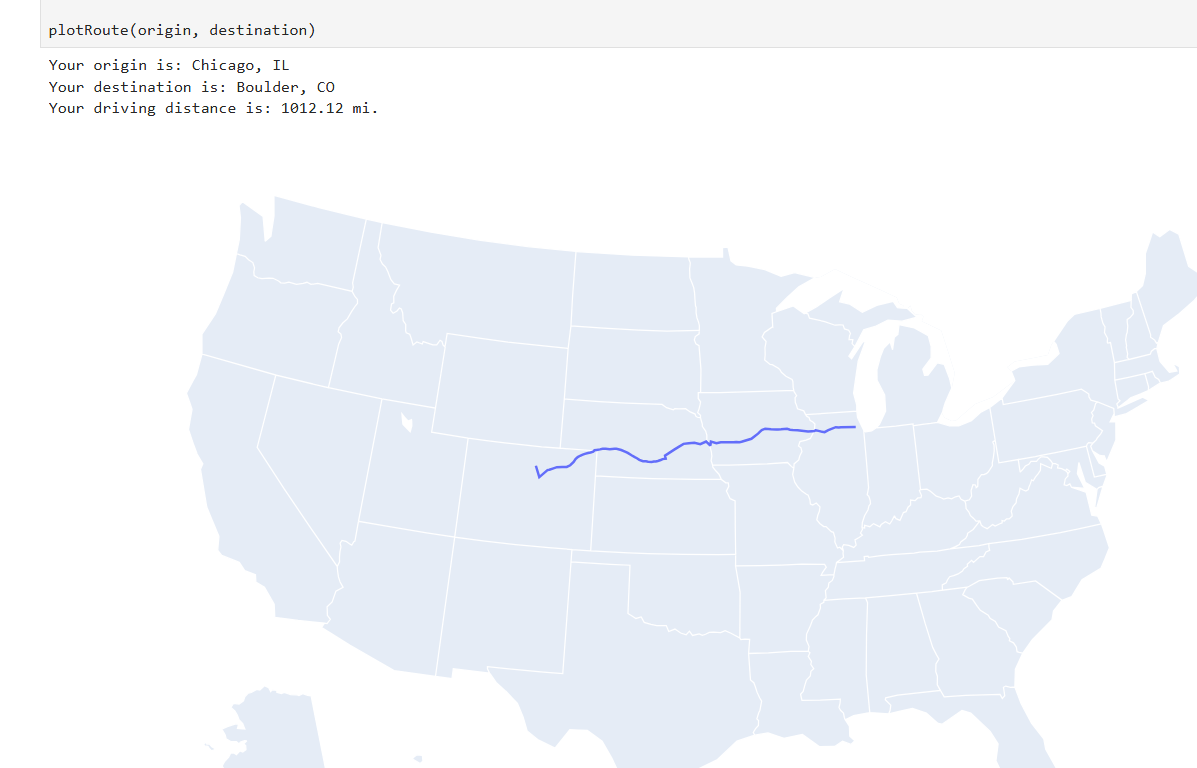 plotRoute(origin, destination)
Your origin is: Chicago, IL
Your destination is: Boulder, CO
Your driving distance is: 1012.12 mi.